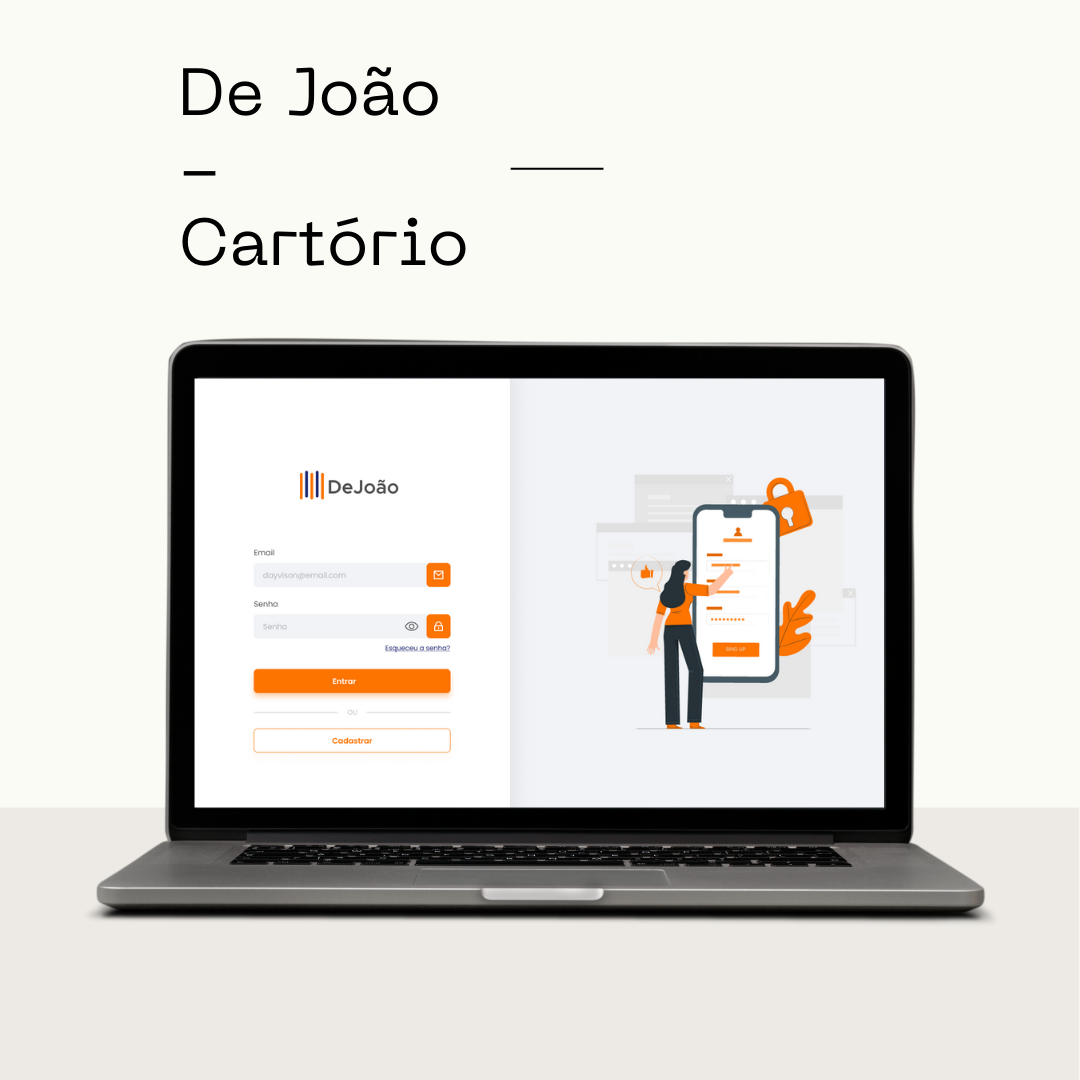 De João
–
Cartório
DeJoão
Email
dayvison@email.com
Senha
Senha
Esqueceu a senha?
Entrar
OU
Cadastrar
SING UP